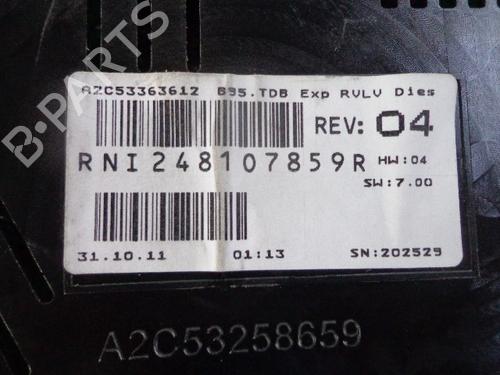 A2C53363612 B95.TDB Exp RVLV Dies
REV: 04
RNI248107859R
HW:04
SW:7.00
31.10.11 01:13 SN:202529
A2C53258659
B-PARTS